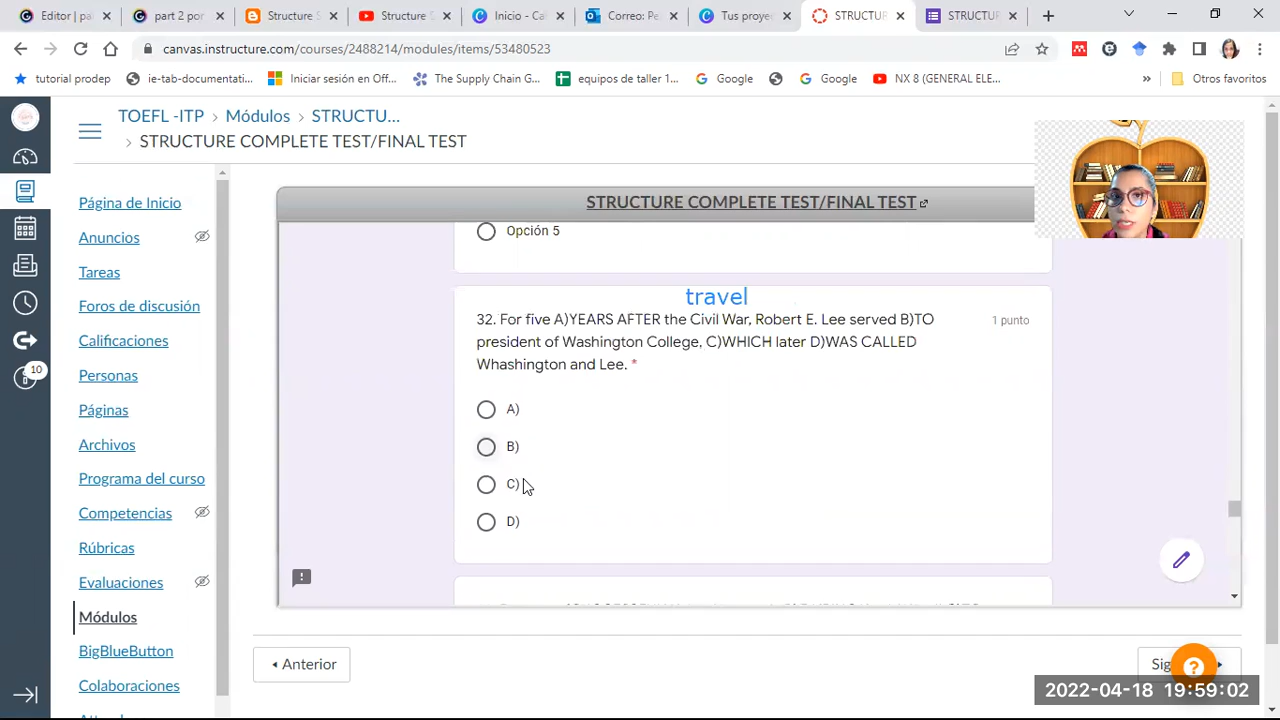 Editor | pa
part 2 por
Structure S
Structure S
Inicio - Ca
Correo: Pe
Tus proye
STRUCTUR
STRUCTUR
canvas.instructure.com/courses/2488214/modules/items/53480523
tutorial prodep
ie-tab-documentati...
Iniciar sesión en Off...
The Supply Chain G...
equipos de taller 1...
Google
Google
NX 8 (GENERAL ELE...
»
Otros favoritos
TOEFL -ITP > Módulos > STRUCTU...
> STRUCTURE COMPLETE TEST/FINAL TEST
Página de Inicio
Anuncios
Tareas
Foros de discusión
Calificaciones
10
Personas
Páginas
Archivos
Programa del curso
Competencias
Rúbricas
Evaluaciones
Módulos
BigBlueButton
Colaboraciones
STRUCTURE COMPLETE TEST/FINAL TEST
Opción 5
travel
32. For five A)YEARS AFTER the Civil War, Robert E. Lee served B)TO
president of Washington College, C)WHICH later D)WAS CALLED
Whashington and Lee. *
1 punto
A)
B)
C)
D)
Anterior
2022-04-18 19:59:02